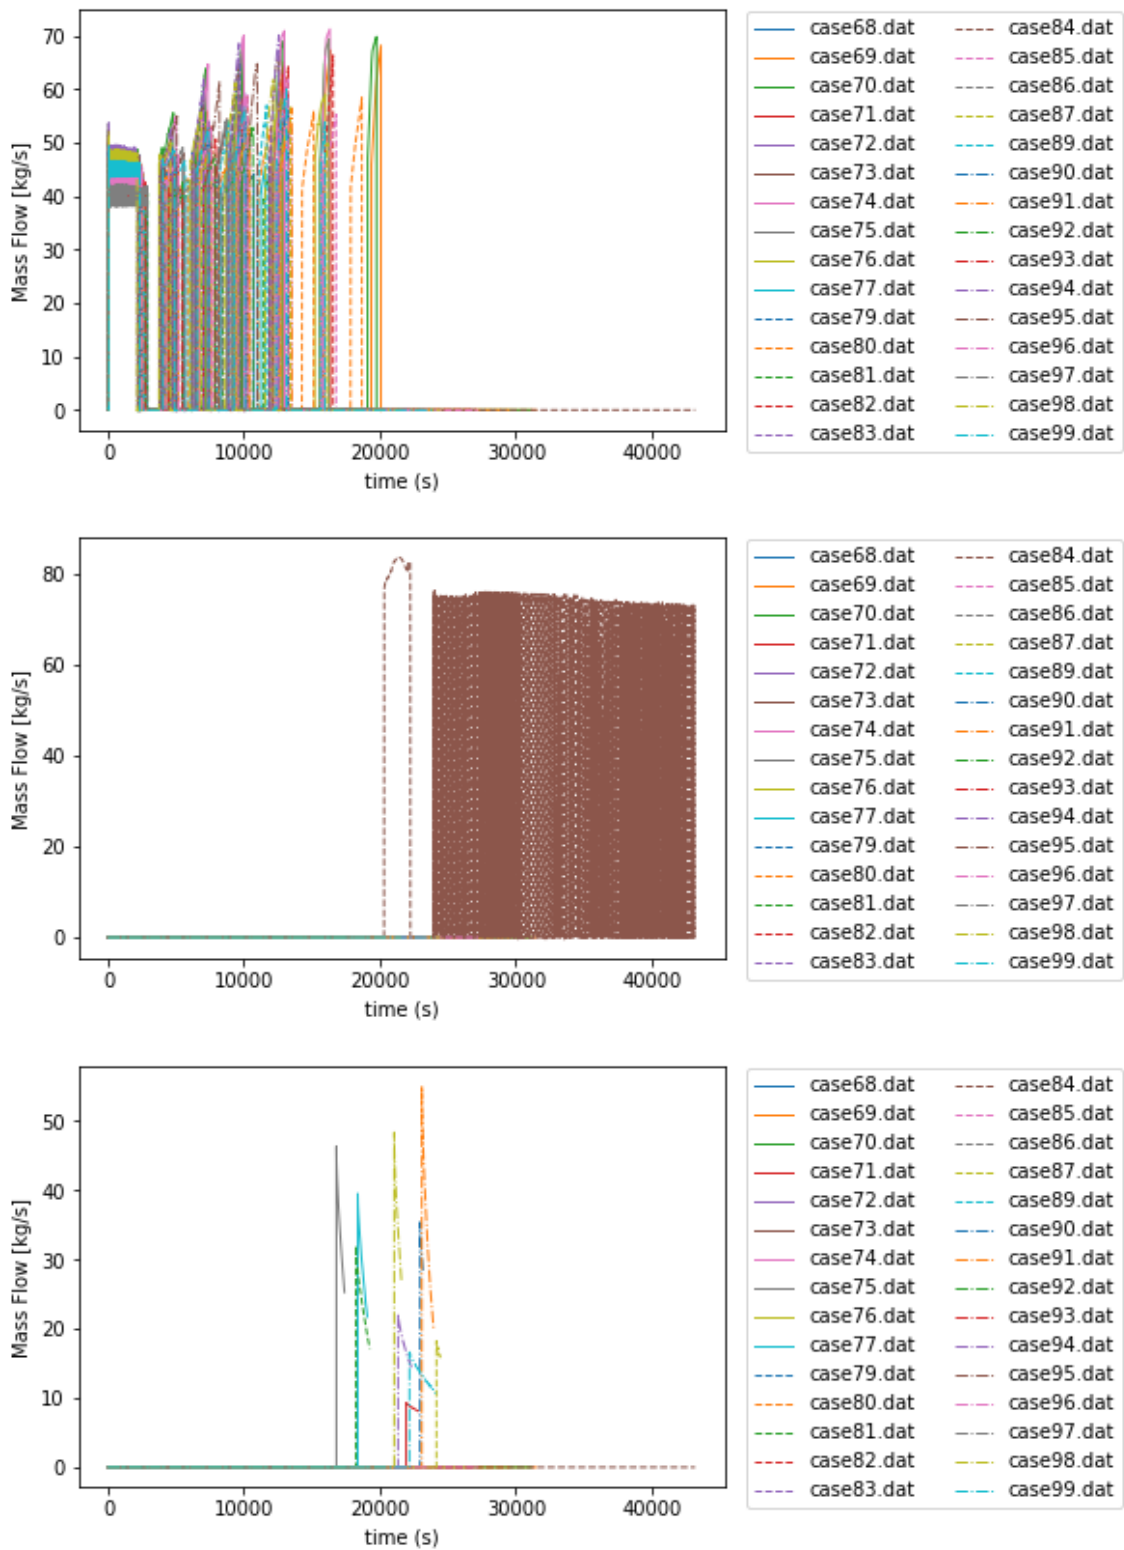 70
60
50
40
30
20
10
0
Mass Flow [kg/s]
0 10000 20000 30000 40000
time (s)
case68.dat case84.dat
case69.dat case85.dat
case70.dat case86.dat
case71.dat case87.dat
case72.dat case89.dat
case73.dat case90.dat
case74.dat case91.dat
case75.dat case92.dat
case76.dat case93.dat
case77.dat case94.dat
case79.dat case95.dat
case80.dat case96.dat
case81.dat case97.dat
case82.dat case98.dat
case83.dat case99.dat
80
60
40
20
0
Mass Flow [kg/s]
0 10000 20000 30000 40000
time (s)
case68.dat case84.dat
case69.dat case85.dat
case70.dat case86.dat
case71.dat case87.dat
case72.dat case89.dat
case73.dat case90.dat
case74.dat case91.dat
case75.dat case92.dat
case76.dat case93.dat
case77.dat case94.dat
case79.dat case95.dat
case80.dat case96.dat
case81.dat case97.dat
case82.dat case98.dat
case83.dat case99.dat
50
40
30
20
10
0
Mass Flow [kg/s]
0 10000 20000 30000 40000
time (s)
case68.dat case84.dat
case69.dat case85.dat
case70.dat case86.dat
case71.dat case87.dat
case72.dat case89.dat
case73.dat case90.dat
case74.dat case91.dat
case75.dat case92.dat
case76.dat case93.dat
case77.dat case94.dat
case79.dat case95.dat
case80.dat case96.dat
case81.dat case97.dat
case82.dat case98.dat
case83.dat case99.dat